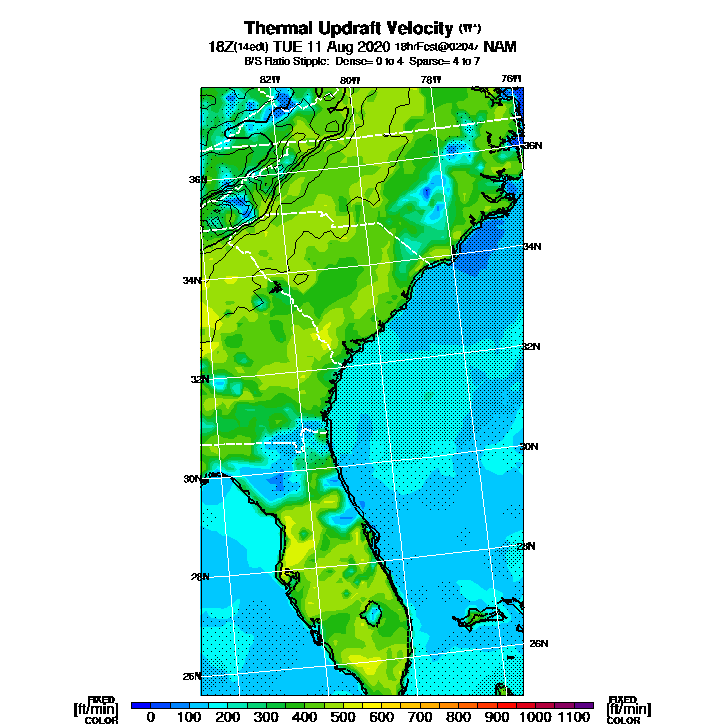 Thermal Updraft Velocity (W*)
18Z(14edt) TUE 11 Aug 2020 18hrFcst@0204z NAM
B/S Ratio Stipple: Dense= 0 to 4 Sparse= 4 to 7
82W 80W 78W 76W
36N
36N
34N
34N
32N
32N
30N
30N
28N
28N
26N
26N
FIXED [ft/min] COLOR
0 100 200 300 400 500 600 700 800 900 1000 1100
FIXED [ft/min] COLOR